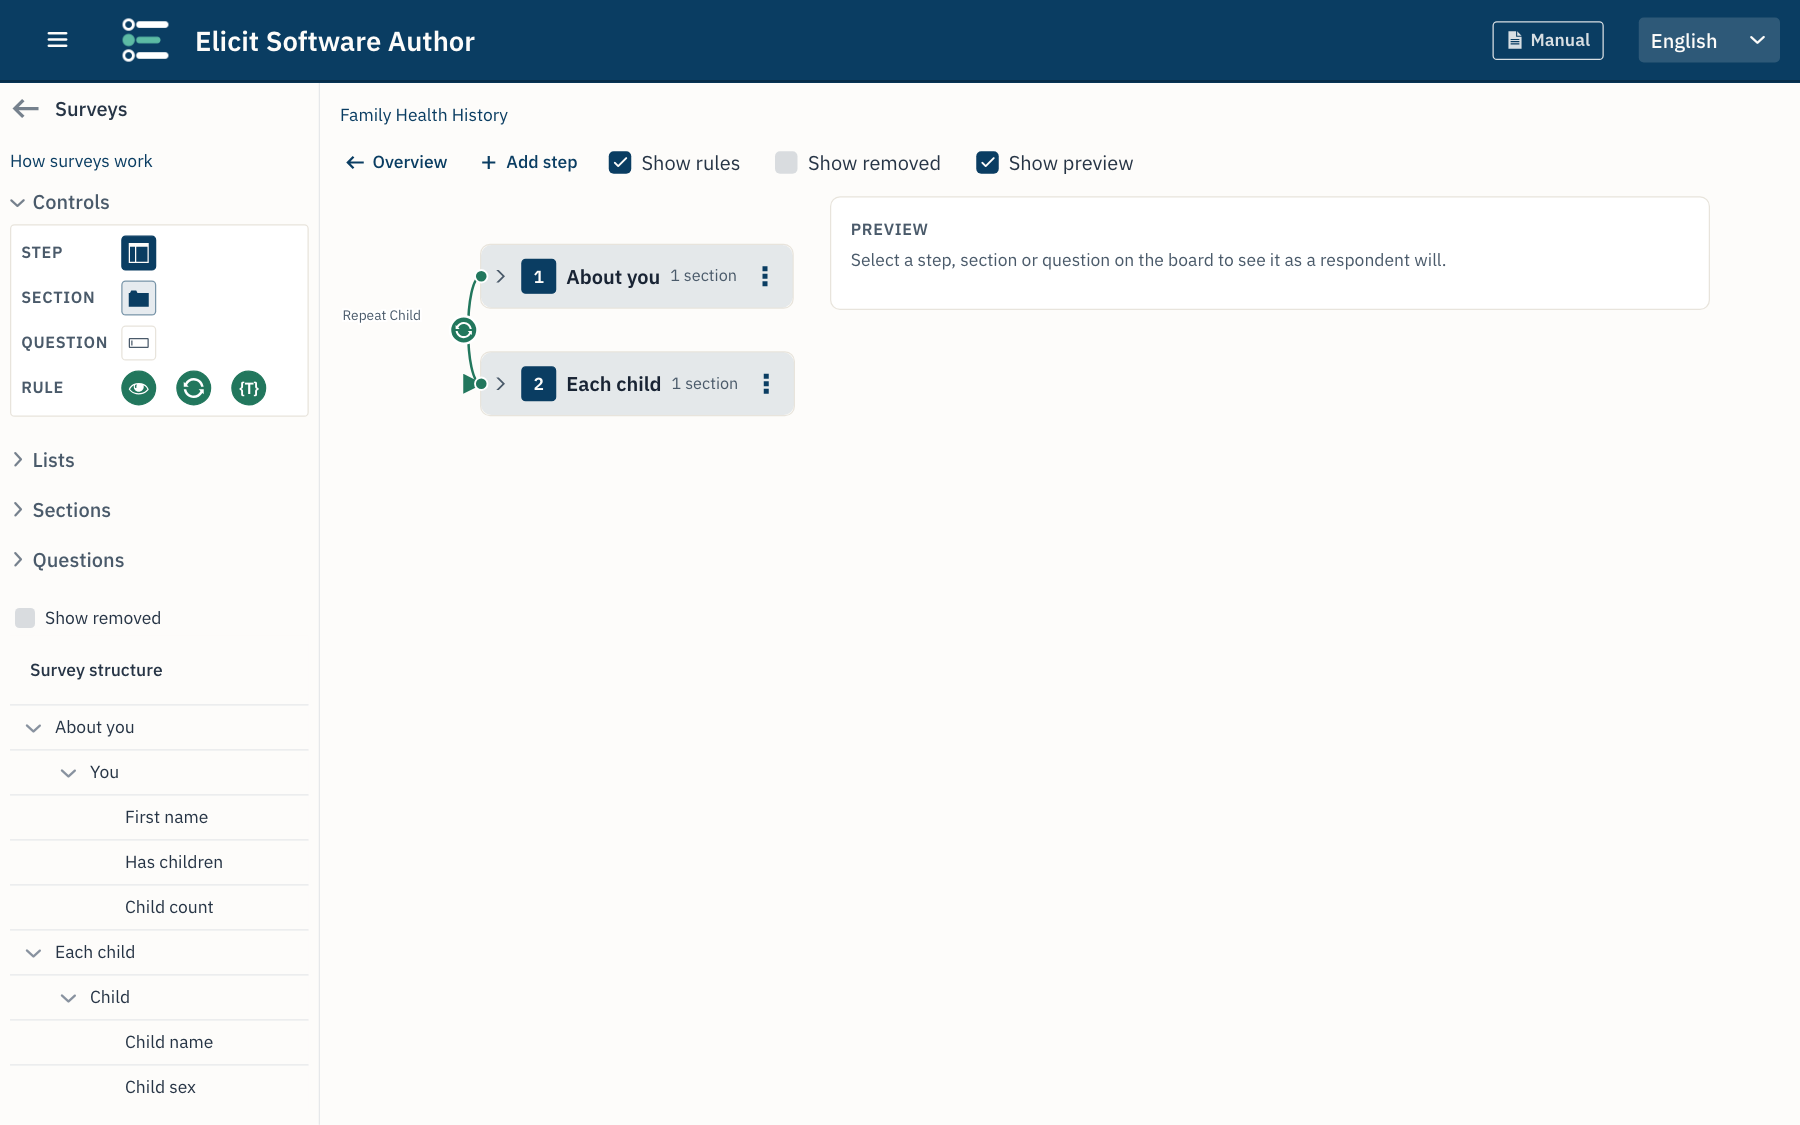 Elicit Software Author
Manual
English
Surveys
How surveys work
Controls
STEP
SECTION
QUESTION
RULE
{T}
Lists
Sections
Questions
Show removed
Survey structure
About you
You
First name
Has children
Child count
Each child
Child
Child name
Child sex
Family Health History
Overview
Add step
Show rules
Show removed
Show preview
1 About you 1 section
Repeat Child
2 Each child 1 section
PREVIEW
Select a step, section or question on the board to see it as a respondent will.